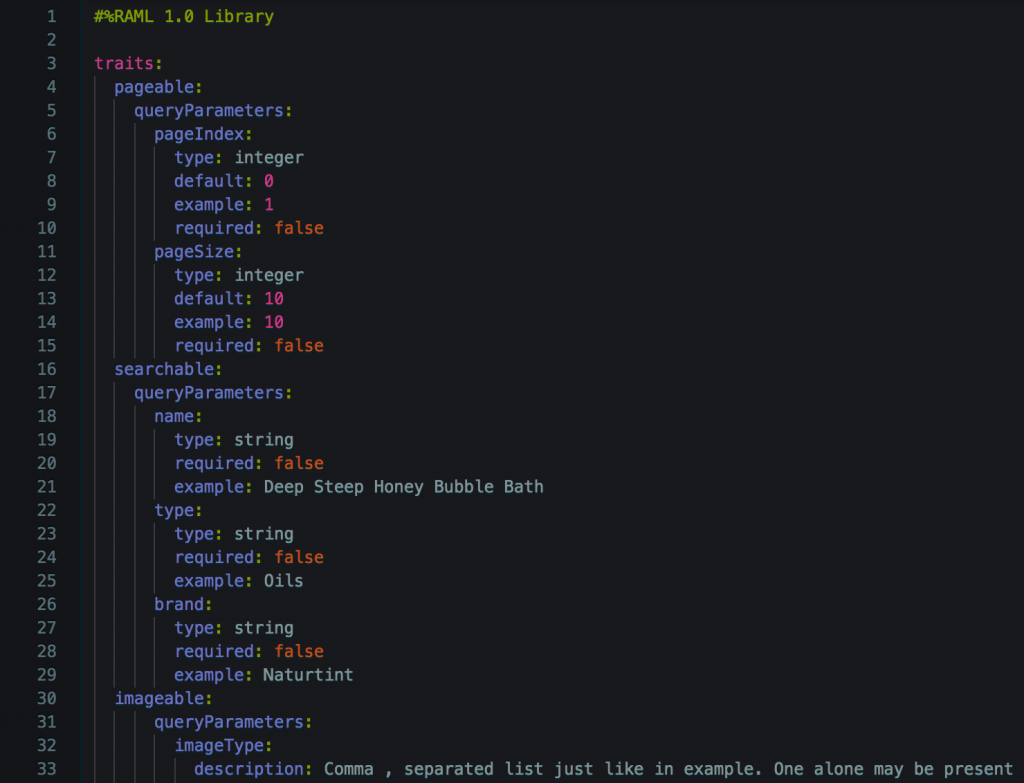 1 #%RAML 1.0 Library
2
3 traits:
4 pageable:
5 queryParameters:
6 pageIndex:
7 type: integer
8 default: 0
9 example: 1
10 required: false
11 pageSize:
12 type: integer
13 default: 10
14 example: 10
15 required: false
16 searchable:
17 queryParameters:
18 name:
19 type: string
20 required: false
21 example: Deep Steep Honey Bubble Bath
22 type:
23 type: string
24 required: false
25 example: Oils
26 brand:
27 type: string
28 required: false
29 example: Naturtint
30 imageable:
31 queryParameters:
32 imageType:
33 description: Comma , separated list just like in example. One alone may be present